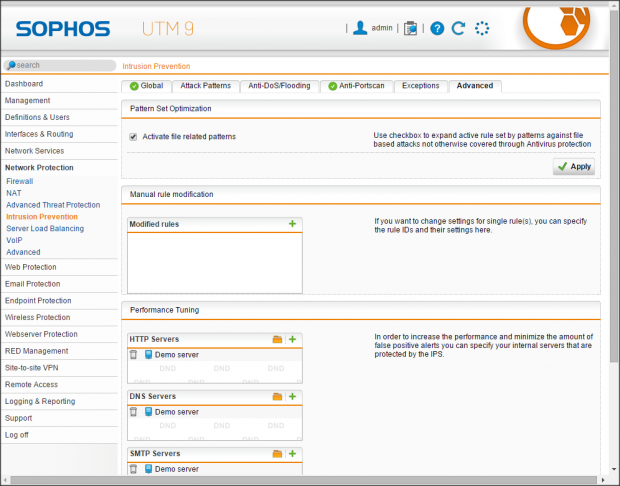 SOPHOS UTM 9
admin
search
Intrusion Prevention
Dashboard
Management
Definitions & Users
Interfaces & Routing
Network Services
Network Protection
Firewall
NAT
Advanced Threat Protection
Intrusion Prevention
Server Load Balancing
VoIP
Advanced
Web Protection
Email Protection
Endpoint Protection
Wireless Protection
Webserver Protection
RED Management
Site-to-site VPN
Remote Access
Logging & Reporting
Support
Log off
Global Attack Patterns Anti-DoS/Flooding Anti-Portscan Exceptions Advanced
Pattern Set Optimization
Activate file related patterns
Use checkbox to expand active rule set by patterns against file
based attacks not otherwise covered through Antivirus protection
Apply
Manual rule modification
Modified rules
If you want to change settings for single rule(s), you can specify
the rule IDs and their settings here.
Performance Tuning
HTTP Servers
Demo server
DND DND DND
In order to increase the performance and minimize the amount of
false positive alerts you can specify your internal servers that are
protected by the IPS.
DNS Servers
Demo server
DND DND DND
SMTP Servers
Demo server